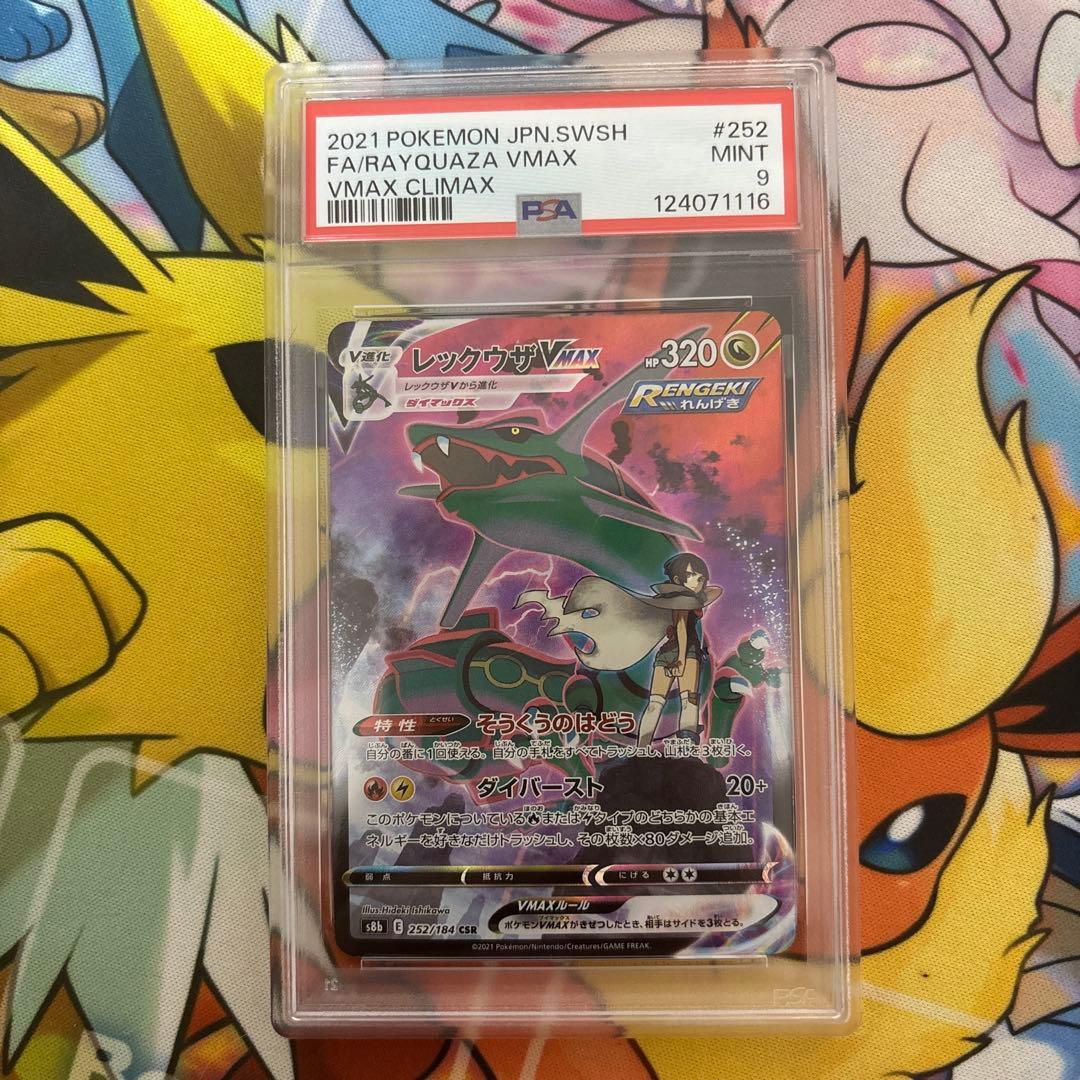 2021 POKEMON JPN.SWSH #252
FA/RAYQUAZA VMAX MINT
VMAX CLIMAX 9
PSA 124071116
V進化 レックウザVMAX HP320
レックウザVから進化
ダイマックス
RENGEKI
れんげき
特性 とくせい そうくうのはどう
自分の番に1回使える。自分の手札をすべてトラッシュし、山札を3枚引く。
ダイバースト 20+
このポケモンについている または タイプのどちらかの基本エ
ネルギーを好きなだけトラッシュし、その枚数×80ダメージ追加。
弱点 抵抗力 にげる
Illus.Hideki Ishikawa
VMAXルール
ポケモンVMAXがきぜつしたとき、相手はサイドを3枚とる。
s8b E 252/184 CSR
©2021 Pokémon/Nintendo/Creatures/GAME FREAK.
PSA